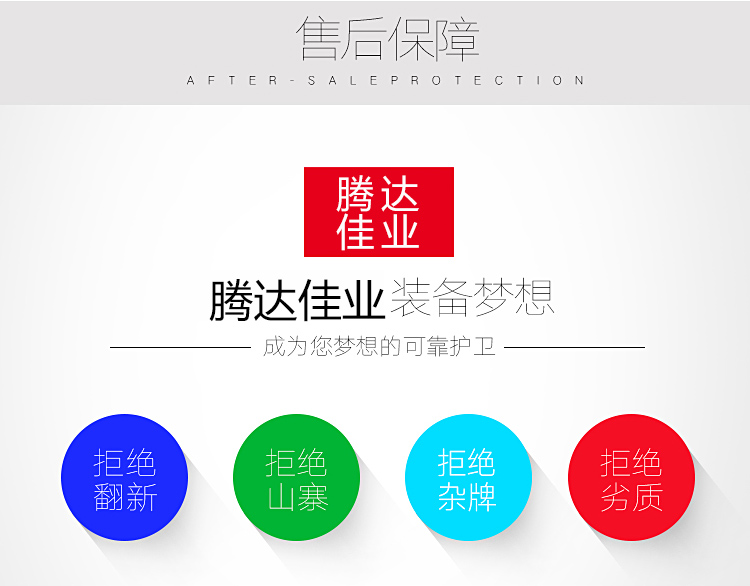 售后保障
AFTER-SALEPROTECTION
腾达
佳业
腾达佳业装备梦想
成为您梦想的可靠护卫
拒绝
翻新
拒绝
山寨
拒绝
杂牌
拒绝
劣质